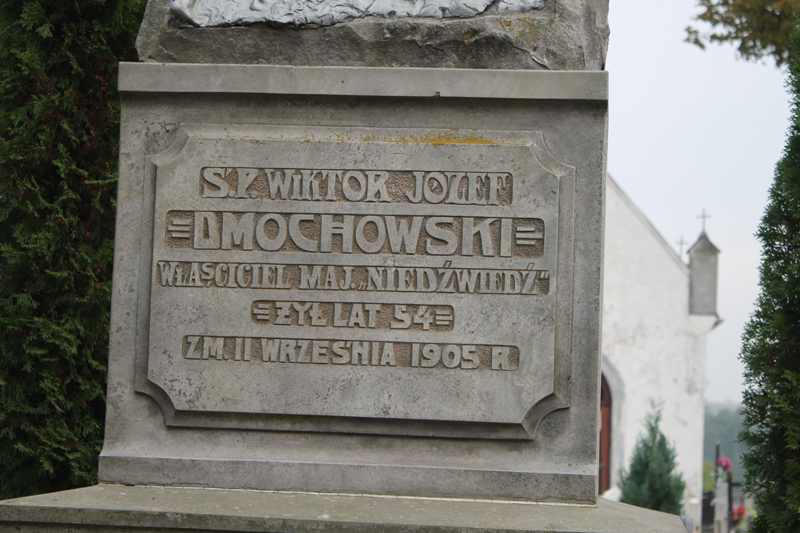 Ś.P. WIKTOR JÓZEF
DMOCHOWSKI
WŁAŚCICIEL MAJ. „NIEDŹWIEDŹ"
ŻYŁ LAT 54
ZM. 11 WRZEŚNIA 1905 R.